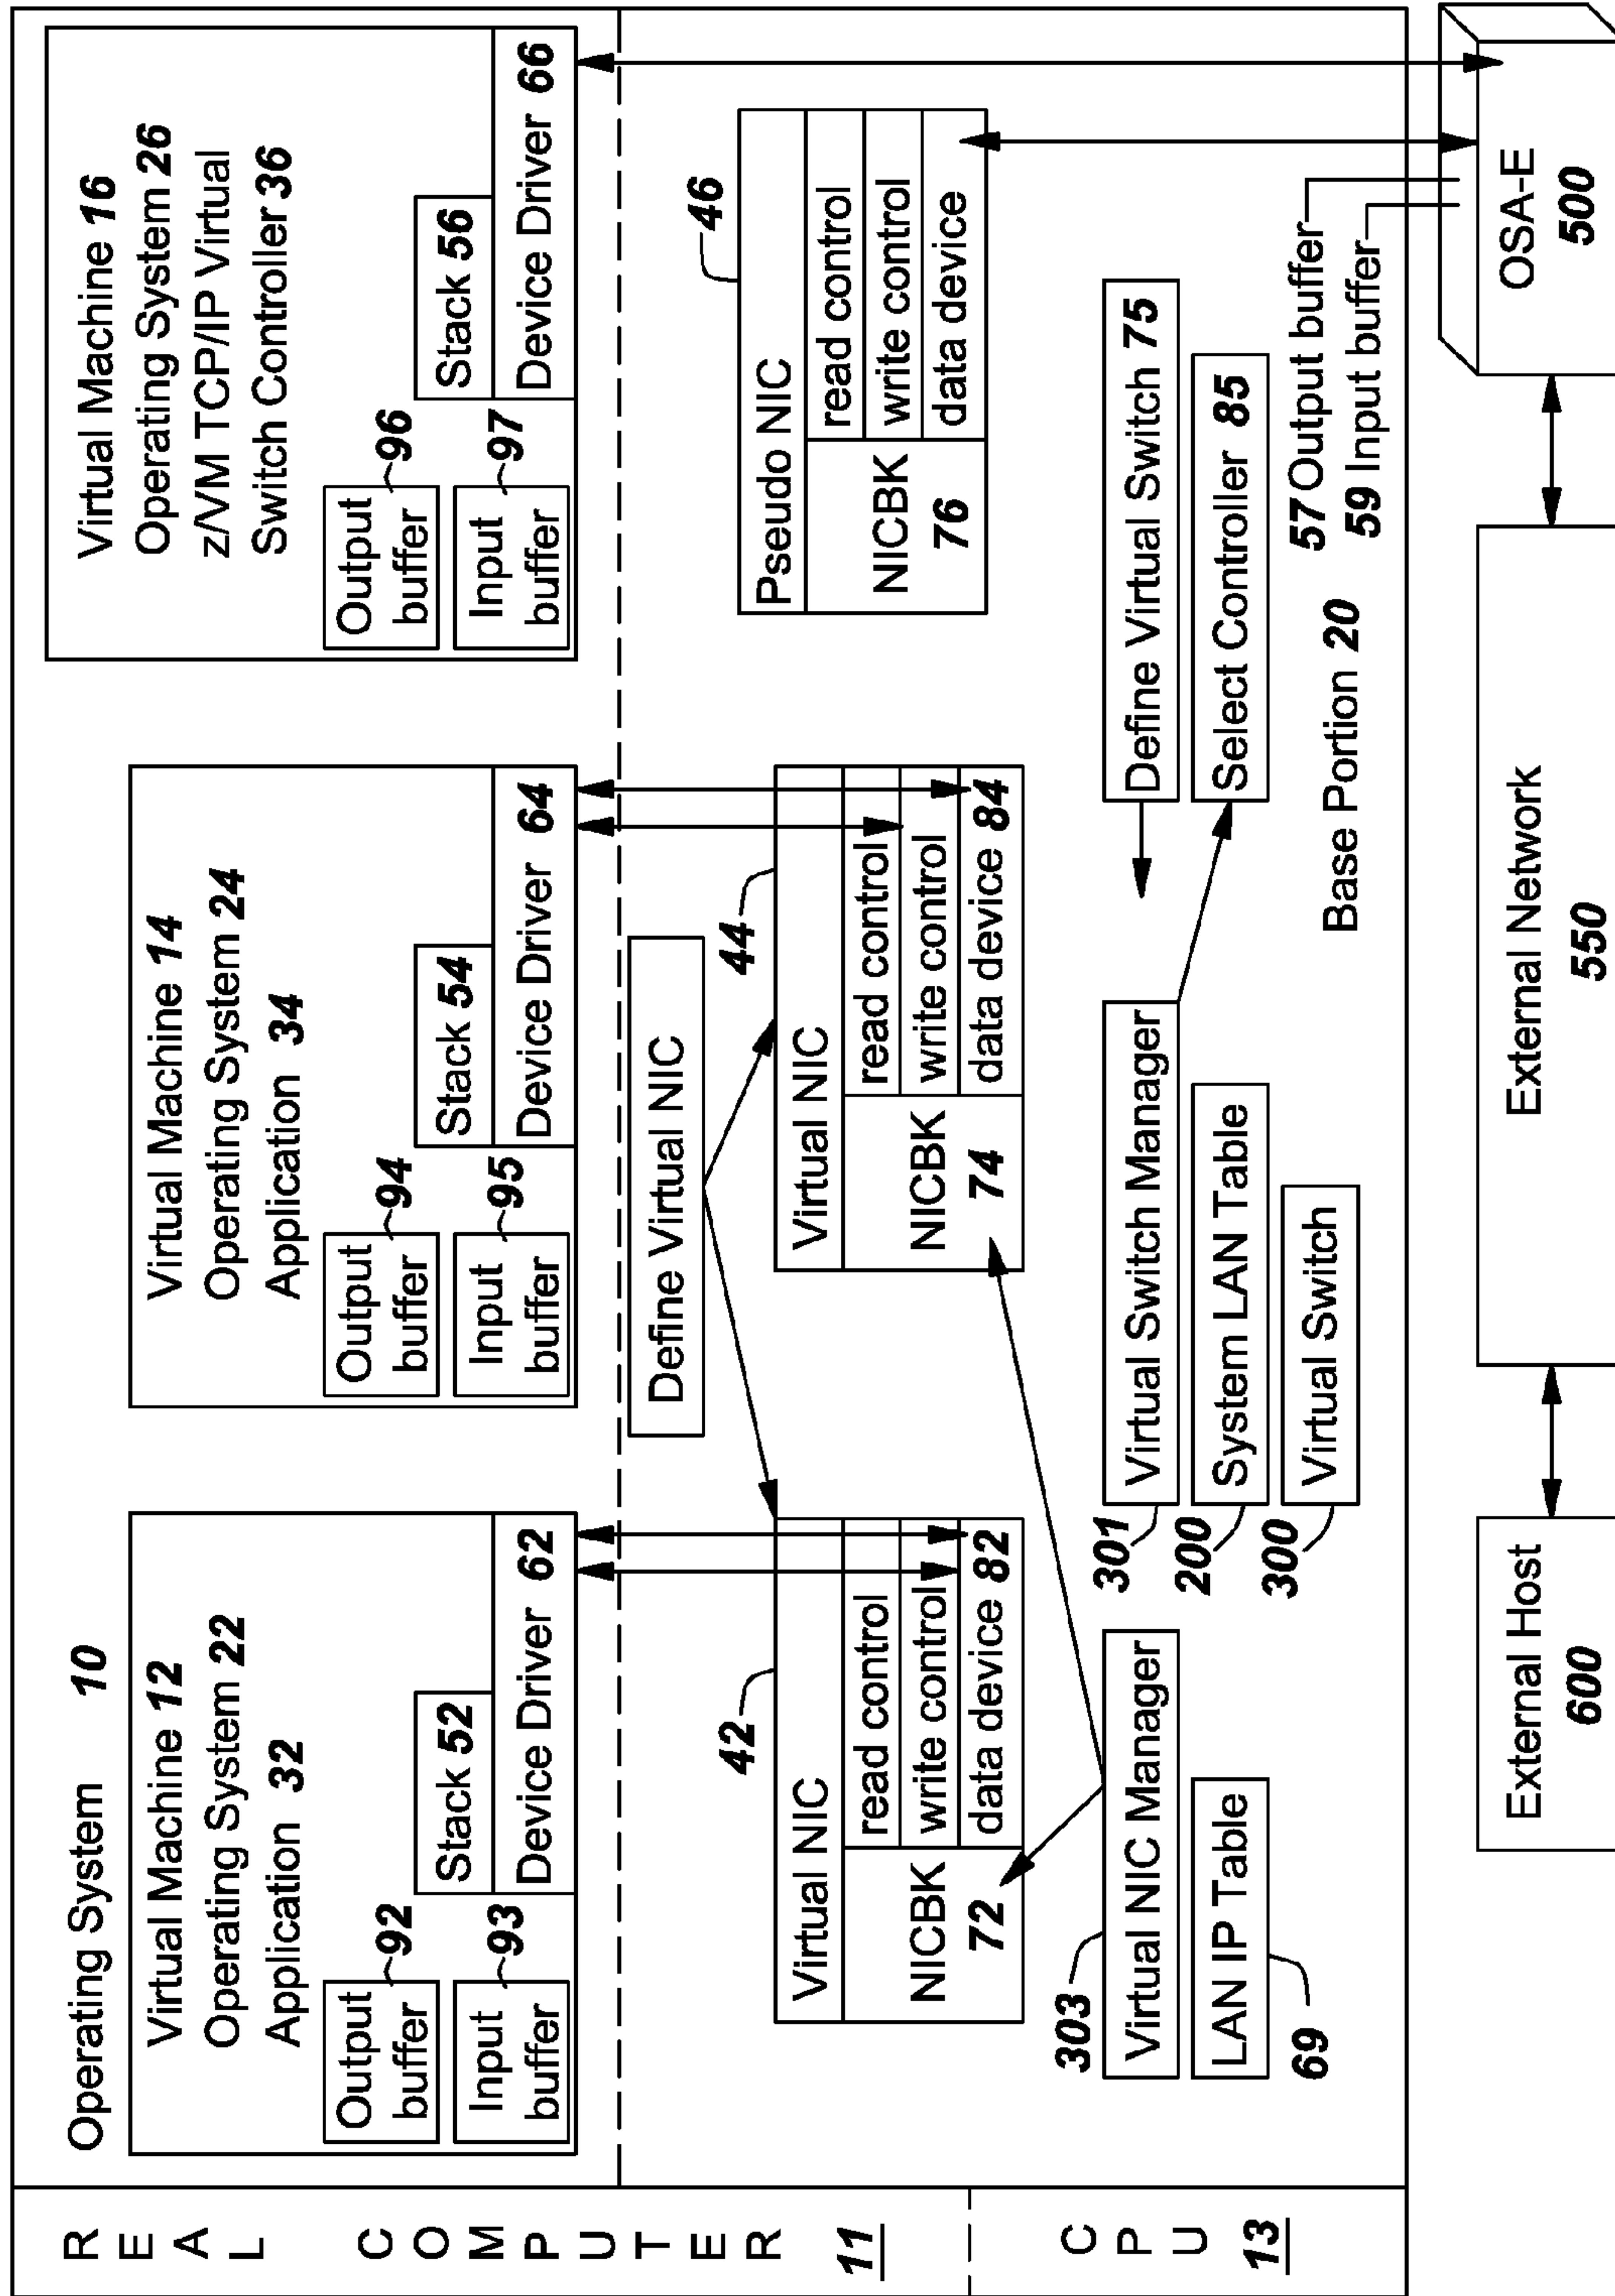 REAL COMPUTER
11
CPU
13
Operating System 10
Virtual Machine 12
Operating System 22
Application 32
Output buffer
92
Input buffer
93
Stack 52
Device Driver 62
Virtual Machine 14
Operating System 24
Application 34
Output buffer
94
Input buffer
95
Stack 54
Device Driver 64
Virtual Machine 16
Operating System 26
z/VM TCP/IP Virtual
Switch Controller 36
Output buffer
96
Input buffer
97
Stack 56
Device Driver 66
Define Virtual NIC
42
Virtual NIC
NICBK
72
read control
write control
data device 82
44
Virtual NIC
NICBK
74
read control
write control
data device 84
46
Pseudo NIC
NICBK
76
read control
write control
data device
303
Virtual NIC Manager
LAN IP Table
69
301
Virtual Switch Manager
200
System LAN Table
300
Virtual Switch
Define Virtual Switch 75
Select Controller 85
Base Portion 20
57 Output buffer
59 Input buffer
External Host
600
External Network
550
OSA-E
500